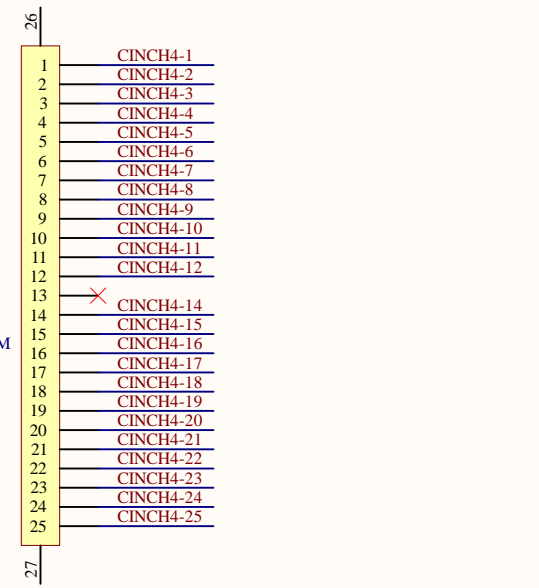 26
1 CINCH4-1
2 CINCH4-2
3 CINCH4-3
4 CINCH4-4
5 CINCH4-5
6 CINCH4-6
7 CINCH4-7
8 CINCH4-8
9 CINCH4-9
10 CINCH4-10
11 CINCH4-11
12 CINCH4-12
13
14 CINCH4-14
15 CINCH4-15
M
16 CINCH4-16
17 CINCH4-17
18 CINCH4-18
19 CINCH4-19
20 CINCH4-20
21 CINCH4-21
22 CINCH4-22
23 CINCH4-23
24 CINCH4-24
25 CINCH4-25
27